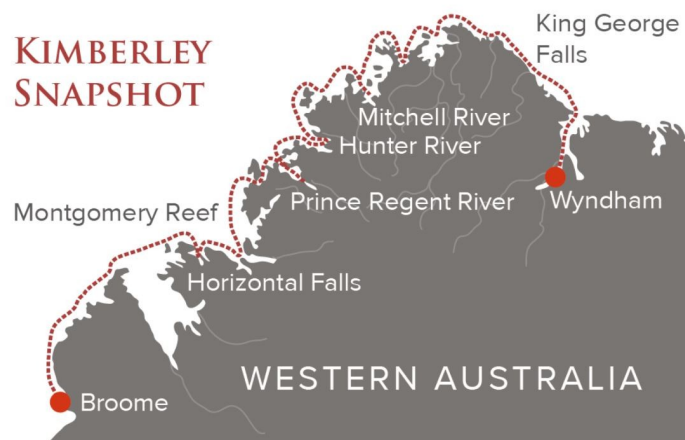 KIMBERLEY
SNAPSHOT
King George
Falls
Mitchell River
Hunter River
Prince Regent River
Wyndham
Montgomery Reef
Horizontal Falls
WESTERN AUSTRALIA
Broome